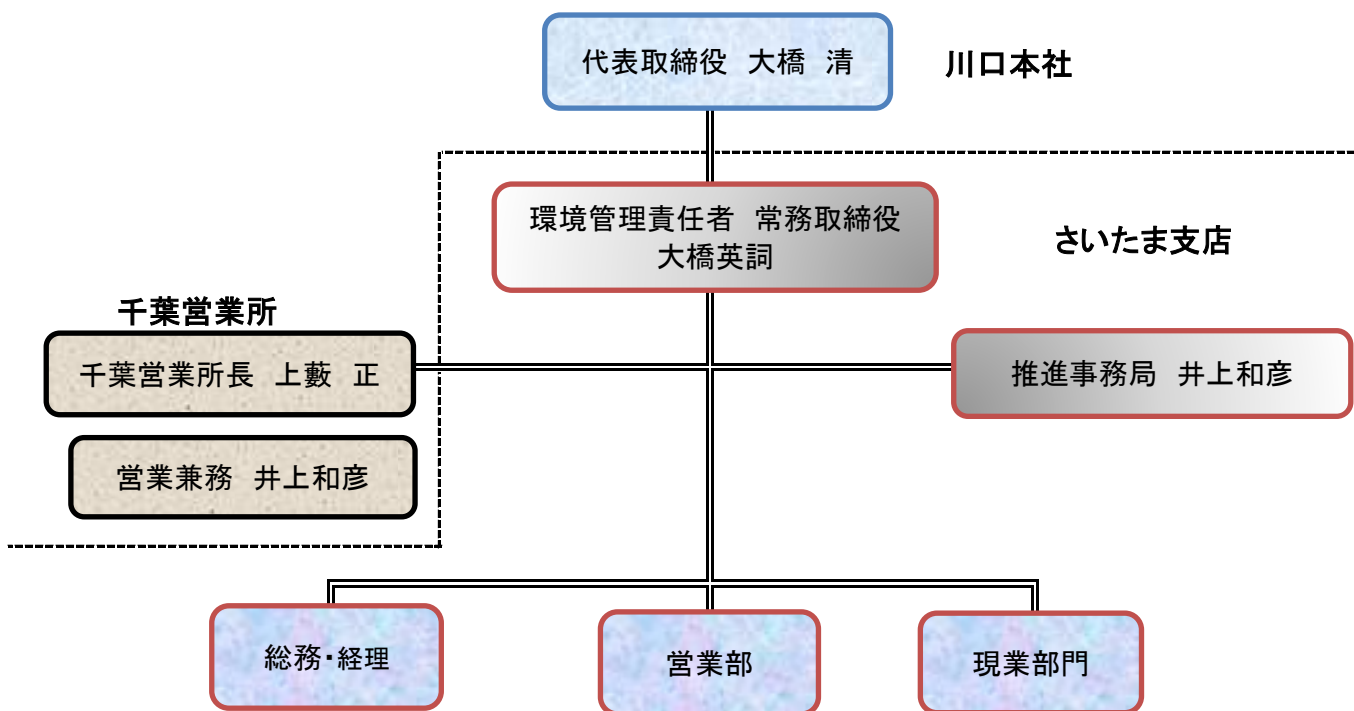 代表取締役　大橋　清
川口本社
環境管理責任者　常務取締役
大橋英詞
さいたま支店
千葉営業所
千葉営業所長　上藪　正
推進事務局　井上和彦
営業兼務　井上和彦
総務・経理
営業部
現業部門